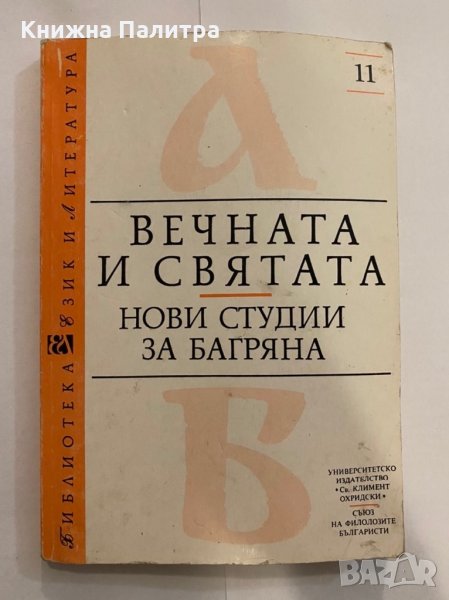 Книжна Палитра
11
А
ВЕЧНАТА
И СВЯТАТА
НОВИ СТУДИИ
ЗА БАГРЯНА
Б
УНИВЕРСИТЕТСКО
ИЗДАТЕЛСТВО
"СВ. КЛИМЕНТ
ОХРИДСКИ"
СЪЮЗ
НА ФИЛОЛОЗИТЕ
БЪЛГАРИСТИ
БИБЛИОТЕКА ЕЗИК И ЛИТЕРАТУРА
BAZAR